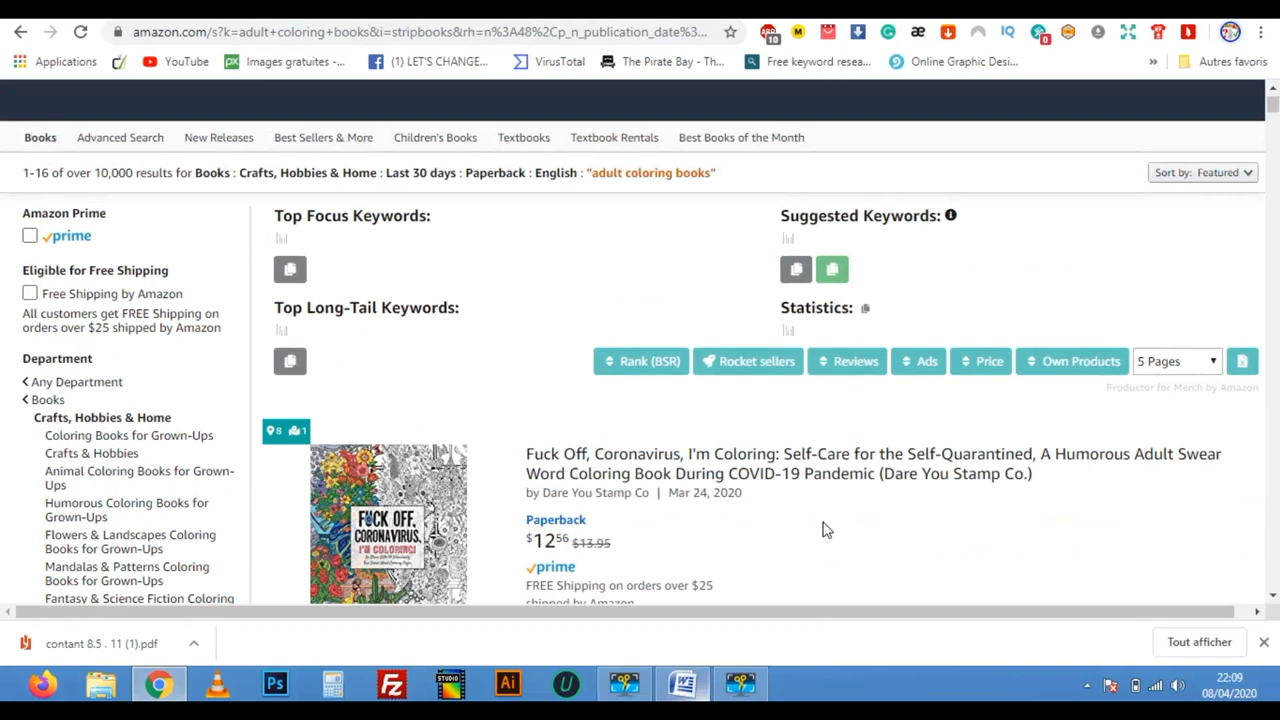 amazon.com/s?k=adult+coloring+books&i=stripbooks&rh=n%3A48%2Cp_n_publication_date%3...
10
0
Applications
YouTube
Images gratuites -...
(1) LET'S CHANGE...
VirusTotal
The Pirate Bay - Th...
Free keyword resea...
Online Graphic Desi...
»
Autres favoris
Books
Advanced Search
New Releases
Best Sellers & More
Children's Books
Textbooks
Textbook Rentals
Best Books of the Month
1-16 of over 10,000 results for Books : Crafts, Hobbies & Home : Last 30 days : Paperback : English : "adult coloring books"
Sort by: Featured
Amazon Prime
prime
Eligible for Free Shipping
Free Shipping by Amazon
All customers get FREE Shipping on
orders over $25 shipped by Amazon
Department
Any Department
Books
Crafts, Hobbies & Home
Coloring Books for Grown-Ups
Crafts & Hobbies
Animal Coloring Books for Grown-
Ups
Humorous Coloring Books for
Grown-Ups
Flowers & Landscapes Coloring
Books for Grown-Ups
Mandalas & Patterns Coloring
Books for Grown-Ups
Fantasy & Science Fiction Coloring
Top Focus Keywords:
Suggested Keywords:
Top Long-Tail Keywords:
Statistics:
Rank (BSR)
Rocket sellers
Reviews
Ads
Price
Own Products
5 Pages
Productor for Merch by Amazon
8 1
FUCK OFF,
CORONAVIRUS,
I'M COLORING!
Fuck Off, Coronavirus, I'm Coloring: Self-Care for the Self-Quarantined, A Humorous Adult Swear
Word Coloring Book During COVID-19 Pandemic (Dare You Stamp Co.)
by Dare You Stamp Co | Mar 24, 2020
Paperback
$1256 $13.95
prime
FREE Shipping on orders over $25
shipped by Amazon
contant 8.5 . 11 (1).pdf
Tout afficher
Ps
Fz
STUDIO
Ai
U
22:09
08/04/2020